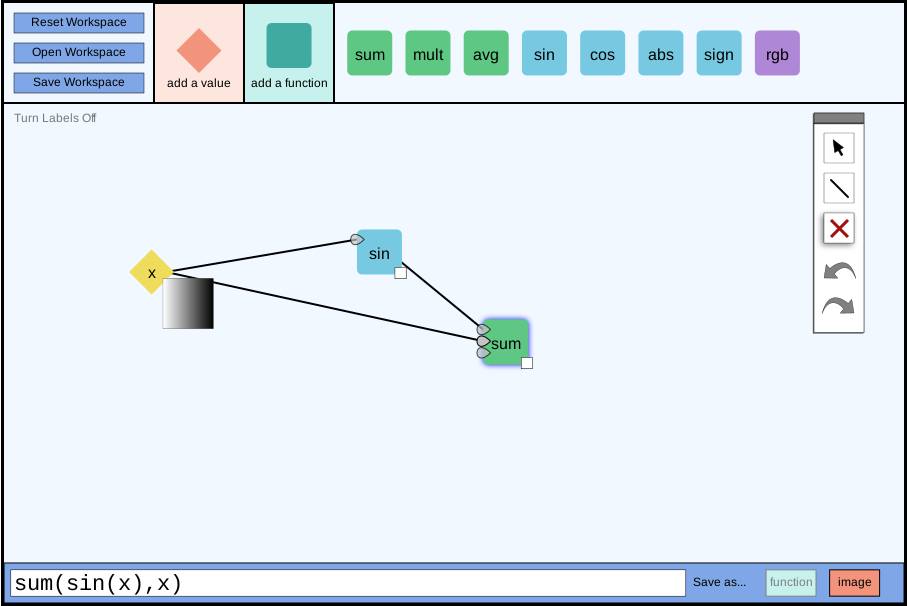 Reset Workspace
Open Workspace
Save Workspace
add a value
add a function
sum mult avg sin cos abs sign rgb
Turn Labels Off
x
sin
sum
sum(sin(x),x)
Save as...
function
image